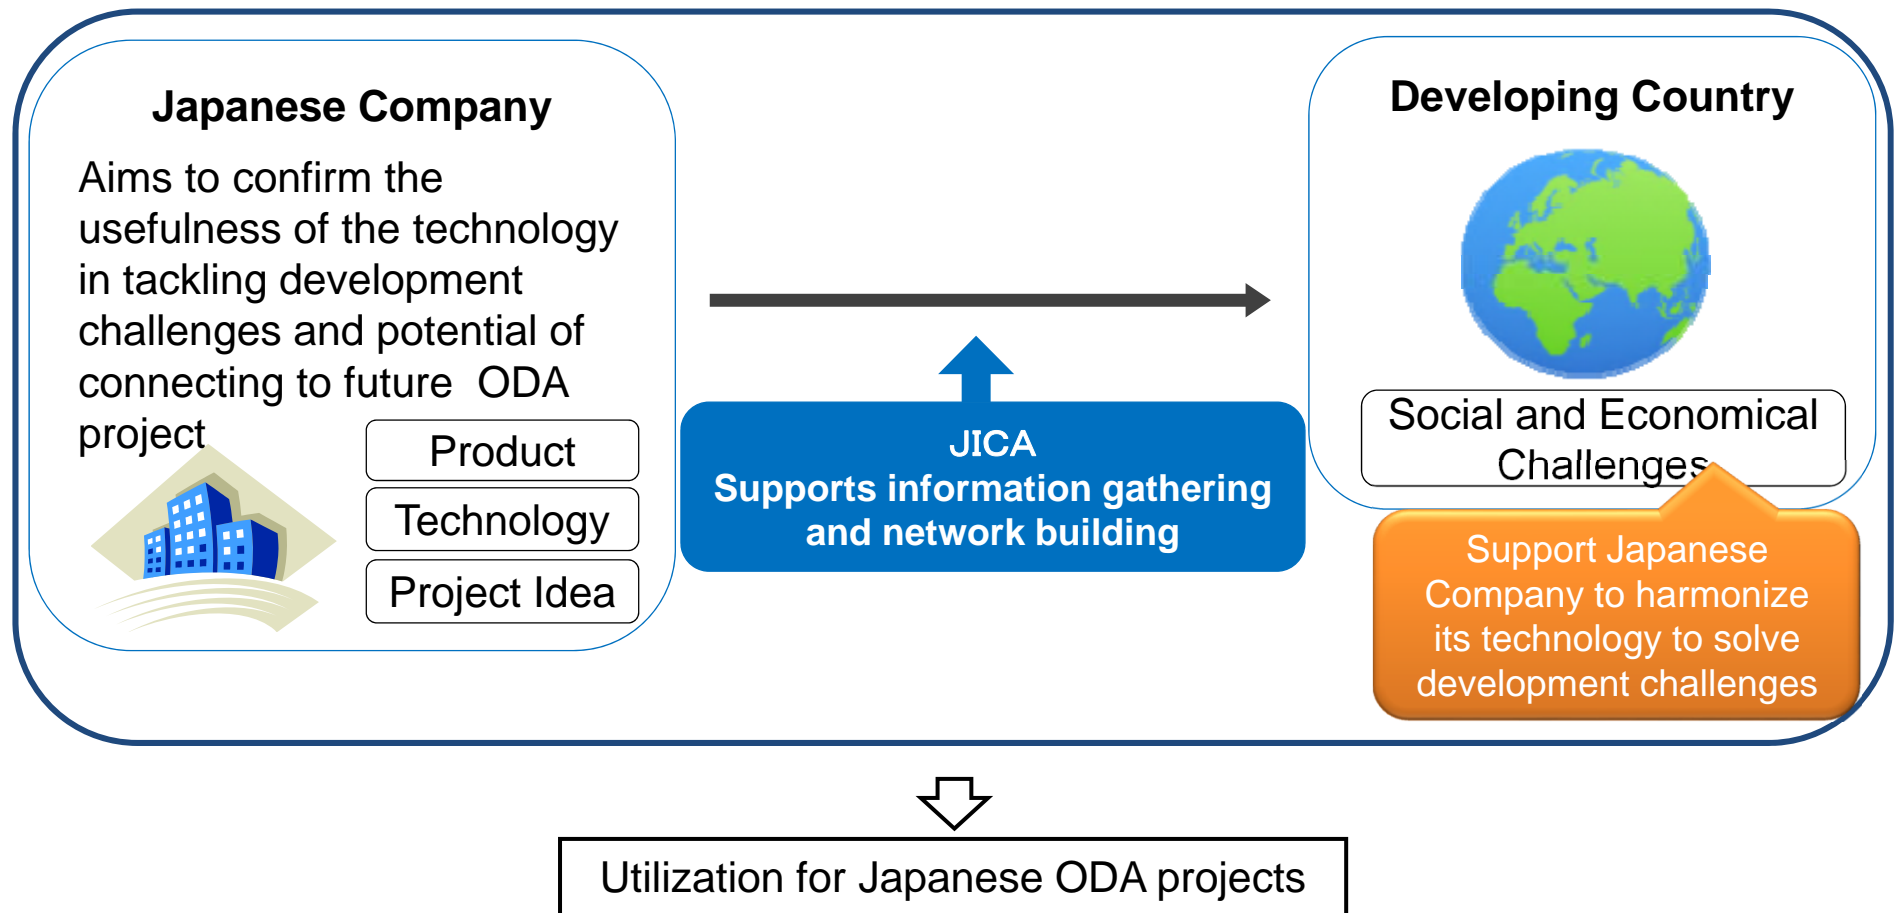 Japanese Company
Aims to confirm the
usefulness of the technology
in tackling development
challenges and potential of
connecting to future ODA
project
Product
Technology
Project Idea
JICA
Supports information gathering
and network building
Developing Country
Social and Economical
Challenges
Support Japanese
Company to harmonize
its technology to solve
development challenges
Utilization for Japanese ODA projects